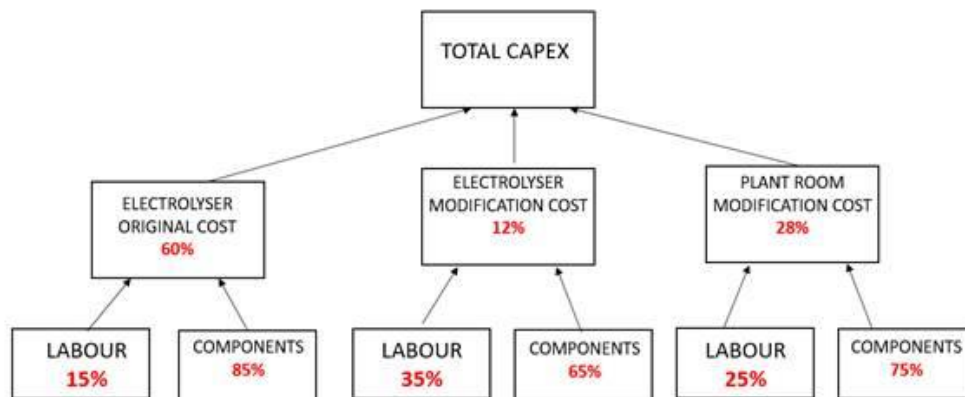 TOTAL CAPEX
ELECTROLYSER
ORIGINAL COST
60%
ELECTROLYSER
MODIFICATION COST
12%
PLANT ROOM
MODIFICATION COST
28%
LABOUR
15%
COMPONENTS
85%
LABOUR
35%
COMPONENTS
65%
LABOUR
25%
COMPONENTS
75%